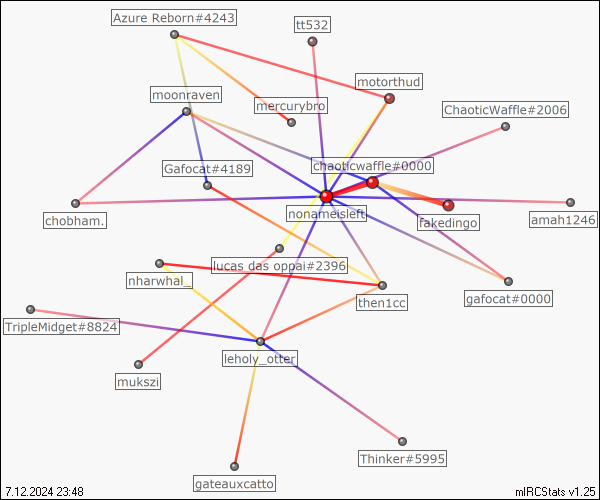 Azure Reborn#4243
tt532
motorthud
moonraven
mercurybro
ChaoticWaffle#2006
chaoticwaffle#0000
Gafocat#4189
chobham.
nonameisleft
fakedingo
amah1246
lucas das oppai#2396
nharwhal_
then1cc
gafocat#0000
TripleMidget#8824
leholy_otter
mukszi
Thinker#5995
gateauxcatto
7.12.2024 23:48
mIRCStats v1.25